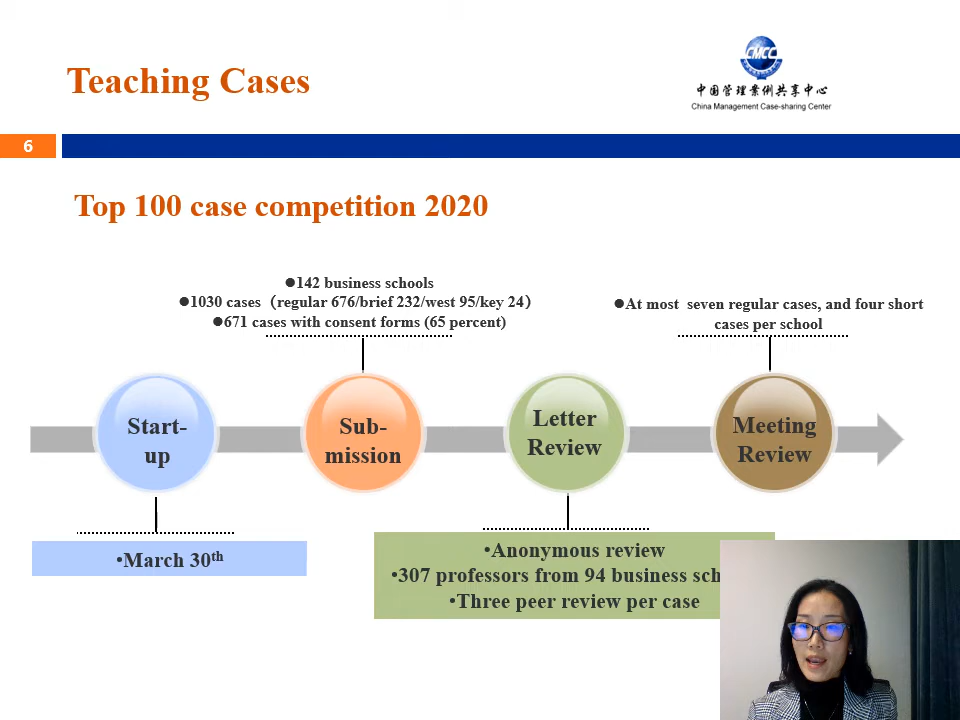 Teaching Cases
CMCC
中国管理案例共享中心
China Management Case-sharing Center
6
Top 100 case competition 2020
●142 business schools
●1030 cases（regular 676/brief 232/west 95/key 24）
●671 cases with consent forms (65 percent)
●At most seven regular cases, and four short
cases per school
Start-
up
Sub-
mission
Letter
Review
Meeting
Review
•March 30th
•Anonymous review
•307 professors from 94 business
•Three peer review per case